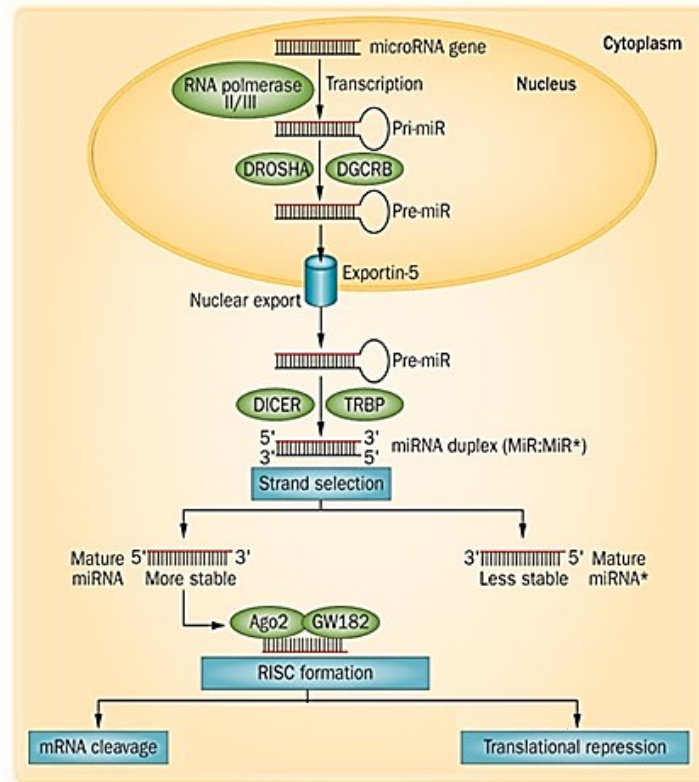 microRNA gene
Cytoplasm
RNA polmerase
II/III
Transcription
Nucleus
Pri-miR
DROSHA
DGCRB
Pre-miR
Exportin-5
Nuclear export
Pre-miR
DICER
TRBP
5' 3'
3' 5'
miRNA duplex (MiR:MiR*)
Strand selection
Mature
miRNA
5' 3'
More stable
3' 5'
Less stable
Mature
miRNA*
Ago2
GW182
RISC formation
mRNA cleavage
Translational repression